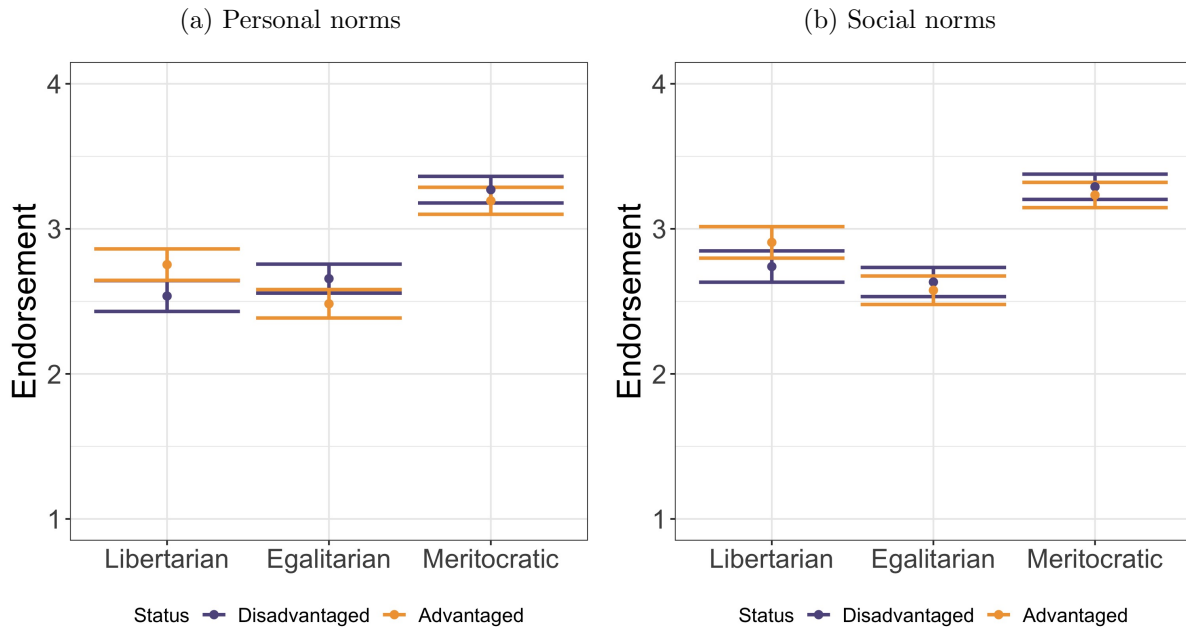 (a) Personal norms
Endorsement
4
3
2
1
Libertarian Egalitarian Meritocratic
Status Disadvantaged Advantaged
(b) Social norms
Endorsement
4
3
2
1
Libertarian Egalitarian Meritocratic
Status Disadvantaged Advantaged